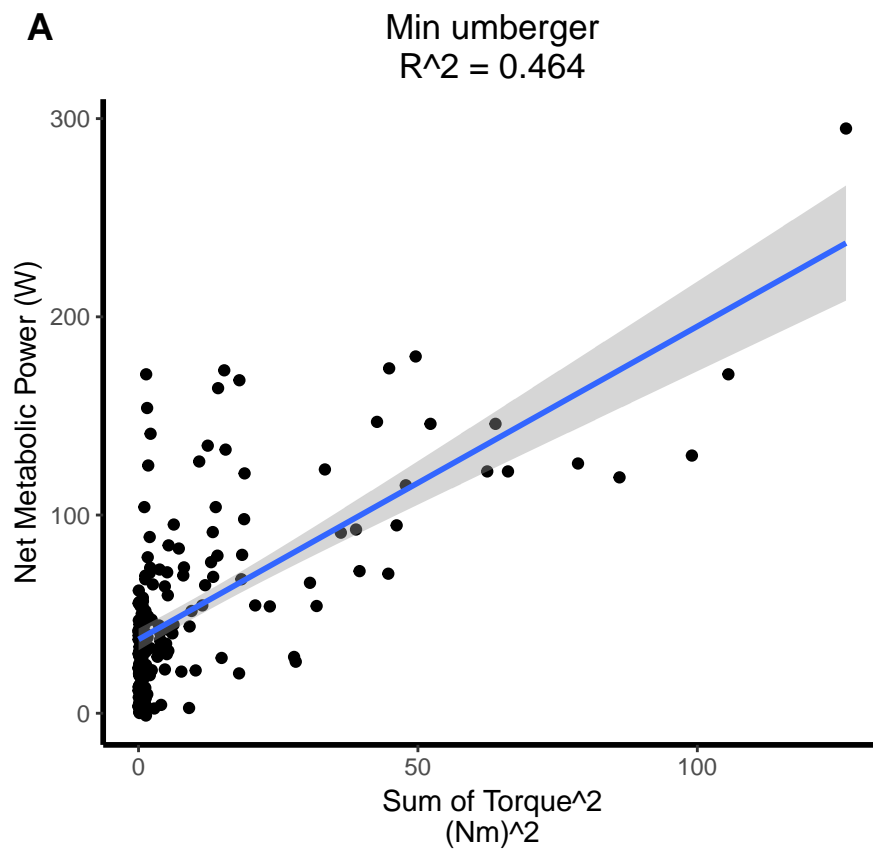 A
Min umberger
R^2 = 0.464
Net Metabolic Power (W)
300
200
100
0
0
50
100
Sum of Torque^2
(Nm)^2